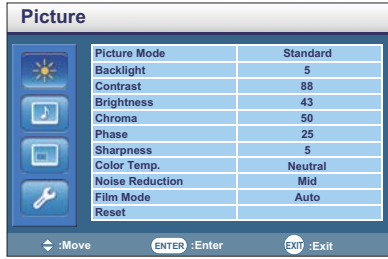 Picture
Picture Mode Standard
Backlight 5
Contrast 88
Brightness 43
Chroma 50
Phase 25
Sharpness 5
Color Temp. Neutral
Noise Reduction Mid
Film Mode Auto
Reset
:Move ENTER :Enter EXIT :Exit